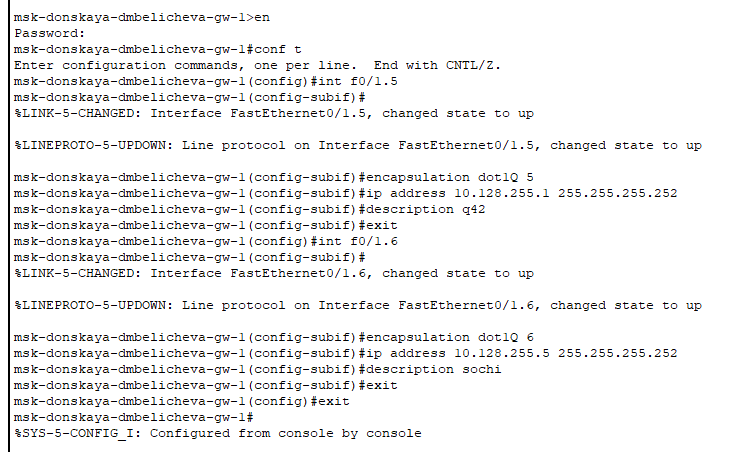 msk-donskaya-dmbelicheva-gw-1>en
Password:
msk-donskaya-dmbelicheva-gw-1#conf t
Enter configuration commands, one per line.  End with CNTL/Z.
msk-donskaya-dmbelicheva-gw-1(config)#int f0/1.5
msk-donskaya-dmbelicheva-gw-1(config-subif)#
%LINK-5-CHANGED: Interface FastEthernet0/1.5, changed state to up
%LINEPROTO-5-UPDOWN: Line protocol on Interface FastEthernet0/1.5, changed state to up
msk-donskaya-dmbelicheva-gw-1(config-subif)#encapsulation dot1Q 5
msk-donskaya-dmbelicheva-gw-1(config-subif)#ip address 10.128.255.1 255.255.255.252
msk-donskaya-dmbelicheva-gw-1(config-subif)#description q42
msk-donskaya-dmbelicheva-gw-1(config-subif)#exit
msk-donskaya-dmbelicheva-gw-1(config)#int f0/1.6
msk-donskaya-dmbelicheva-gw-1(config-subif)#
%LINK-5-CHANGED: Interface FastEthernet0/1.6, changed state to up
%LINEPROTO-5-UPDOWN: Line protocol on Interface FastEthernet0/1.6, changed state to up
msk-donskaya-dmbelicheva-gw-1(config-subif)#encapsulation dot1Q 6
msk-donskaya-dmbelicheva-gw-1(config-subif)#ip address 10.128.255.5 255.255.255.252
msk-donskaya-dmbelicheva-gw-1(config-subif)#description sochi
msk-donskaya-dmbelicheva-gw-1(config-subif)#exit
msk-donskaya-dmbelicheva-gw-1(config)#exit
msk-donskaya-dmbelicheva-gw-1#
%SYS-5-CONFIG_I: Configured from console by console